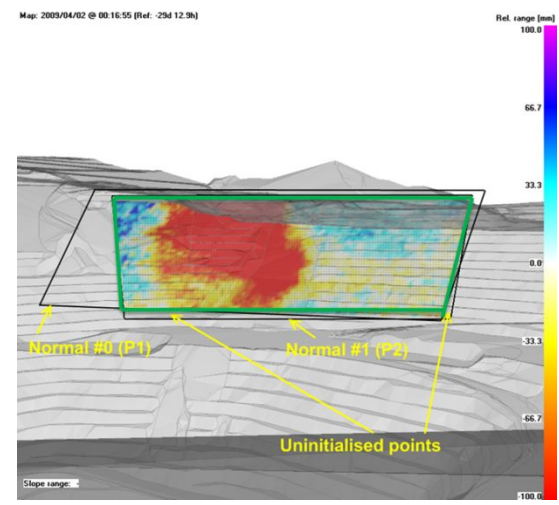 Map: 2009/04/02 @ 00:16:55 (Ref: -29d 12.9h)
Rel. range [mm]
100.0
66.7
33.3
0.0
-33.3
-66.7
-100.0
Normal #0 (P1)
Normal #1 (P2)
Uninitialised points
Slope range: -